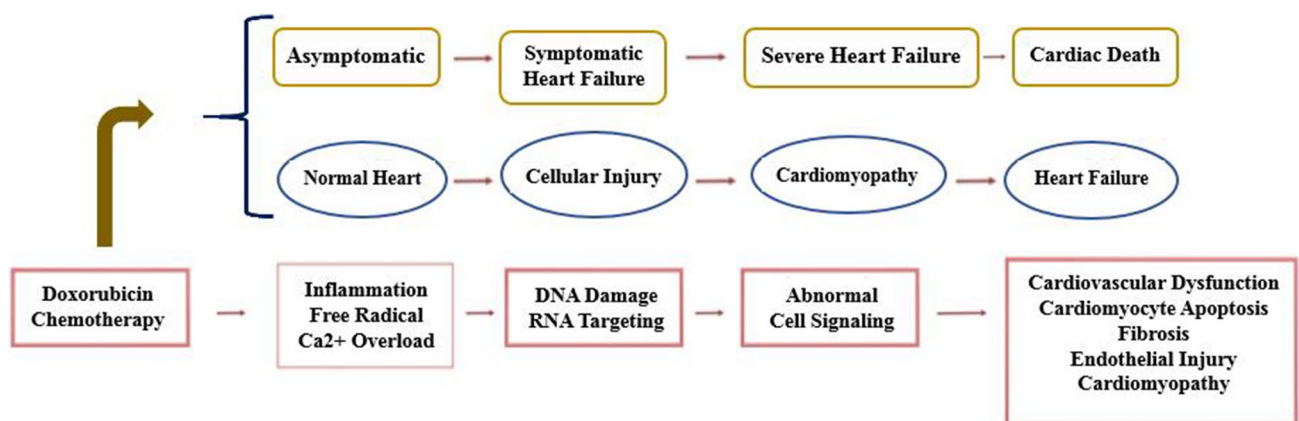 Asymptomatic
Symptomatic
Heart Failure
Severe Heart Failure
Cardiac Death
Normal Heart
Cellular Injury
Cardiomyopathy
Heart Failure
Doxorubicin
Chemotherapy
Inflammation
Free Radical
Ca2+ Overload
DNA Damage
RNA Targeting
Abnormal
Cell Signaling
Cardiovascular Dysfunction
Cardiomyocyte Apoptosis
Fibrosis
Endothelial Injury
Cardiomyopathy